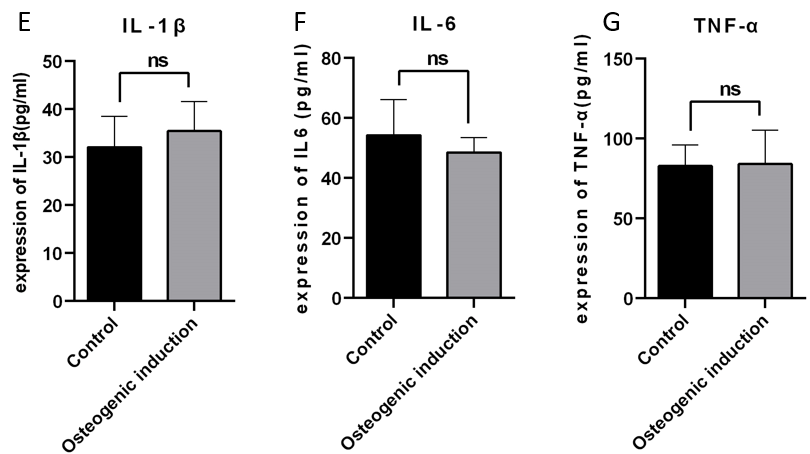 E
IL-1β
expression of IL-1β(pg/ml)
50
40
30
20
10
0
ns
Control
Osteogenic induction
F
IL-6
expression of IL6 (pg/ml)
80
60
40
20
0
ns
Control
Osteogenic induction
G
TNF-α
expression of TNF-α(pg/ml)
150
100
50
0
ns
Control
Osteogenic induction